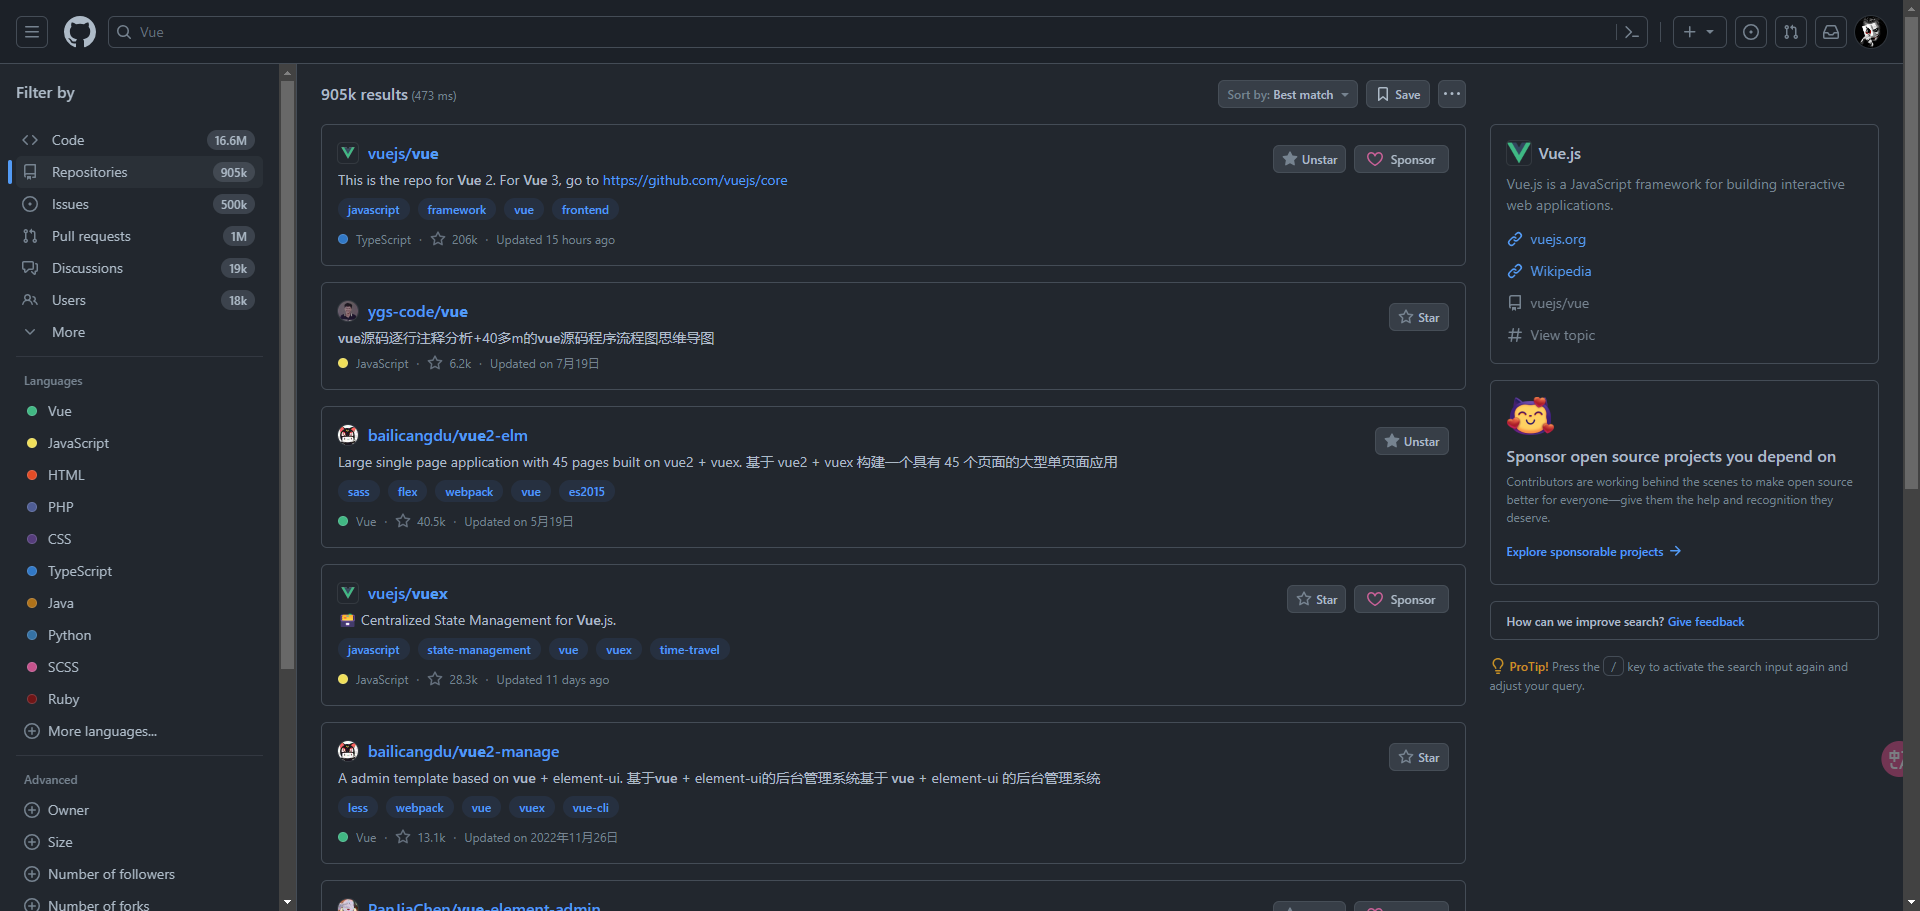 Vue
Filter by
Code 16.6M
Repositories 905k
Issues 500k
Pull requests 1M
Discussions 19k
Users 18k
More
Languages
Vue
JavaScript
HTML
PHP
CSS
TypeScript
Java
Python
SCSS
Ruby
More languages...
Advanced
Owner
Size
Number of followers
Number of forks
905k results (473 ms)
Sort by: Best match
Save
vuejs/vue
Unstar
Sponsor
This is the repo for Vue 2. For Vue 3, go to https://github.com/vuejs/core
javascript framework vue frontend
TypeScript · 206k · Updated 15 hours ago
ygs-code/vue
Star
vue源码逐行注释分析+40多m的vue源码程序流程图思维导图
JavaScript · 6.2k · Updated on 7月19日
bailicangdu/vue2-elm
Unstar
Large single page application with 45 pages built on vue2 + vuex. 基于 vue2 + vuex 构建一个具有 45 个页面的大型单页面应用
sass flex webpack vue es2015
Vue · 40.5k · Updated on 5月19日
vuejs/vuex
Star
Sponsor
Centralized State Management for Vue.js.
javascript state-management vue vuex time-travel
JavaScript · 28.3k · Updated 11 days ago
bailicangdu/vue2-manage
Star
A admin template based on vue + element-ui. 基于vue + element-ui的后台管理系统基于 vue + element-ui 的后台管理系统
less webpack vue vuex vue-cli
Vue · 13.1k · Updated on 2022年11月26日
PanJiaChen/vue-element-admin
Vue.js
Vue.js is a JavaScript framework for building interactive
web applications.
vuejs.org
Wikipedia
vuejs/vue
View topic
Sponsor open source projects you depend on
Contributors are working behind the scenes to make open source
better for everyone—give them the help and recognition they
deserve.
Explore sponsorable projects →
How can we improve search? Give feedback
ProTip! Press the / key to activate the search input again and
adjust your query.